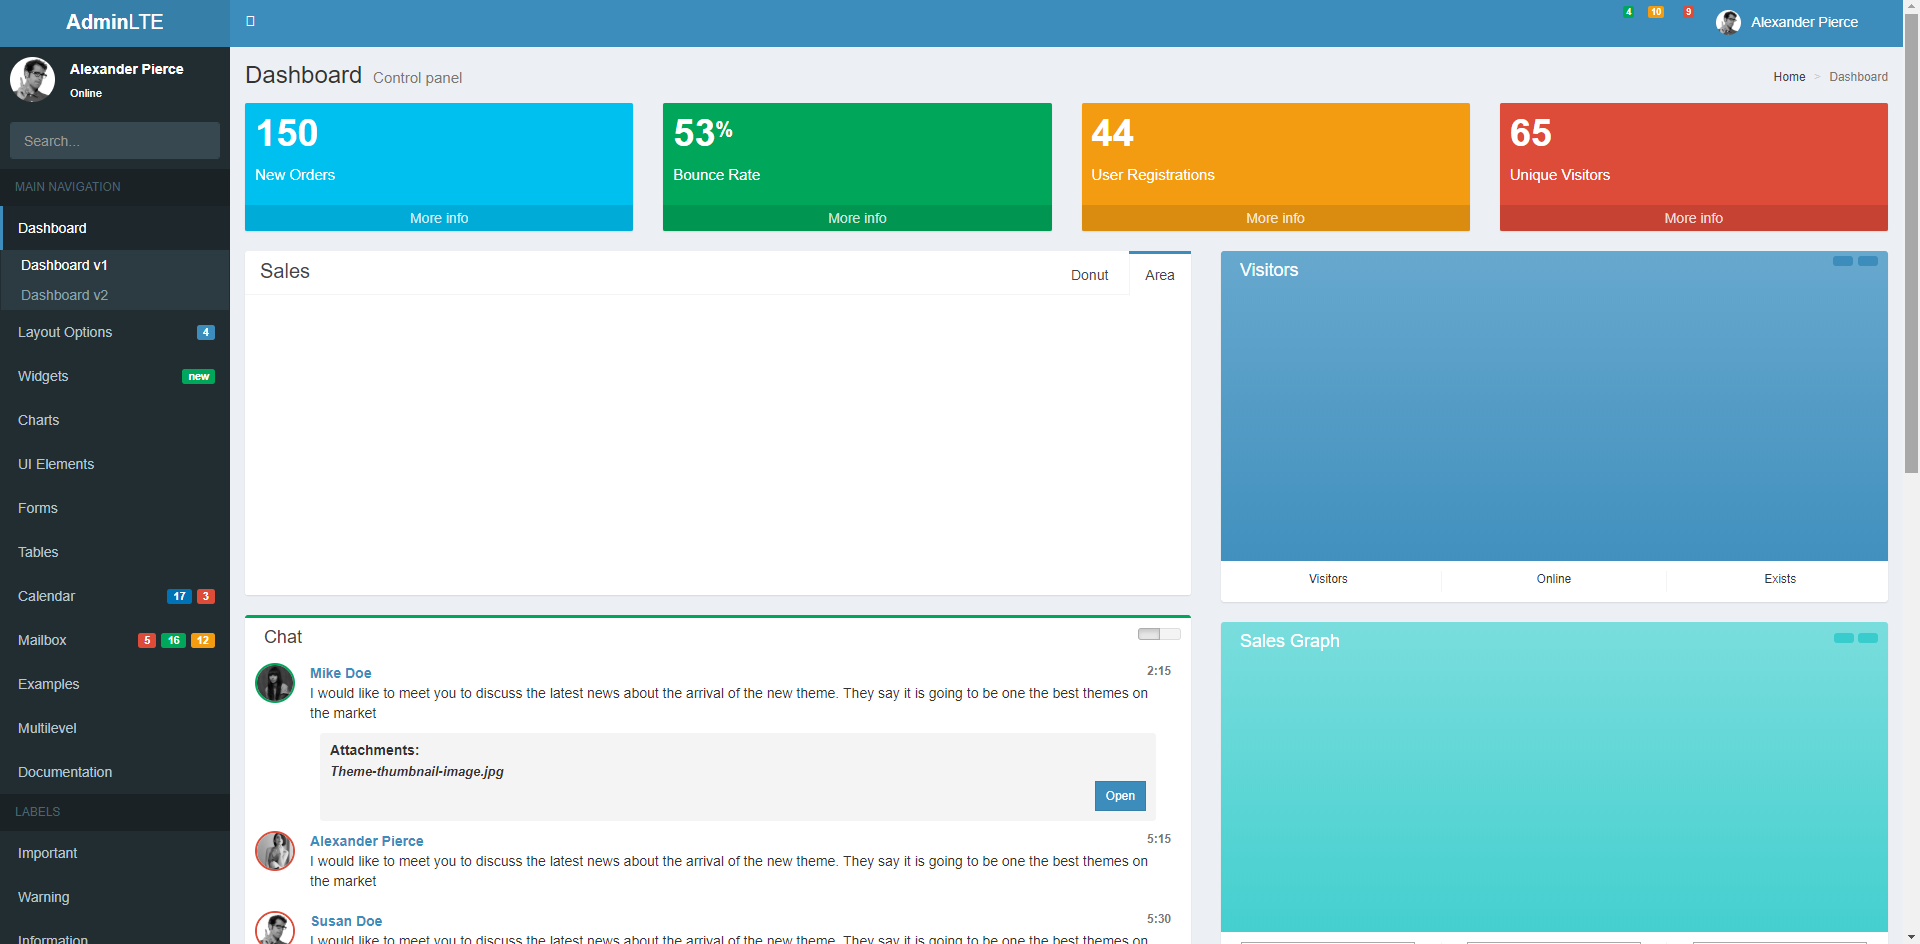 AdminLTE
4
10
9
Alexander Pierce
Alexander Pierce
Online
Search...
MAIN NAVIGATION
Dashboard
Dashboard v1
Dashboard v2
Layout Options 4
Widgets new
Charts
UI Elements
Forms
Tables
Calendar 17 3
Mailbox 5 16 12
Examples
Multilevel
Documentation
LABELS
Important
Warning
Information
Dashboard Control panel
Home > Dashboard
150
New Orders
More info
53%
Bounce Rate
More info
44
User Registrations
More info
65
Unique Visitors
More info
Sales
Donut
Area
Visitors
Visitors
Online
Exists
Chat
Mike Doe 2:15
I would like to meet you to discuss the latest news about the arrival of the new theme. They say it is going to be one the best themes on
the market
Attachments:
Theme-thumbnail-image.jpg
Open
Alexander Pierce 5:15
I would like to meet you to discuss the latest news about the arrival of the new theme. They say it is going to be one the best themes on
the market
Susan Doe 5:30
I would like to meet you to discuss the latest news about the arrival of the new theme. They say it is going to be one the best themes on
Sales Graph